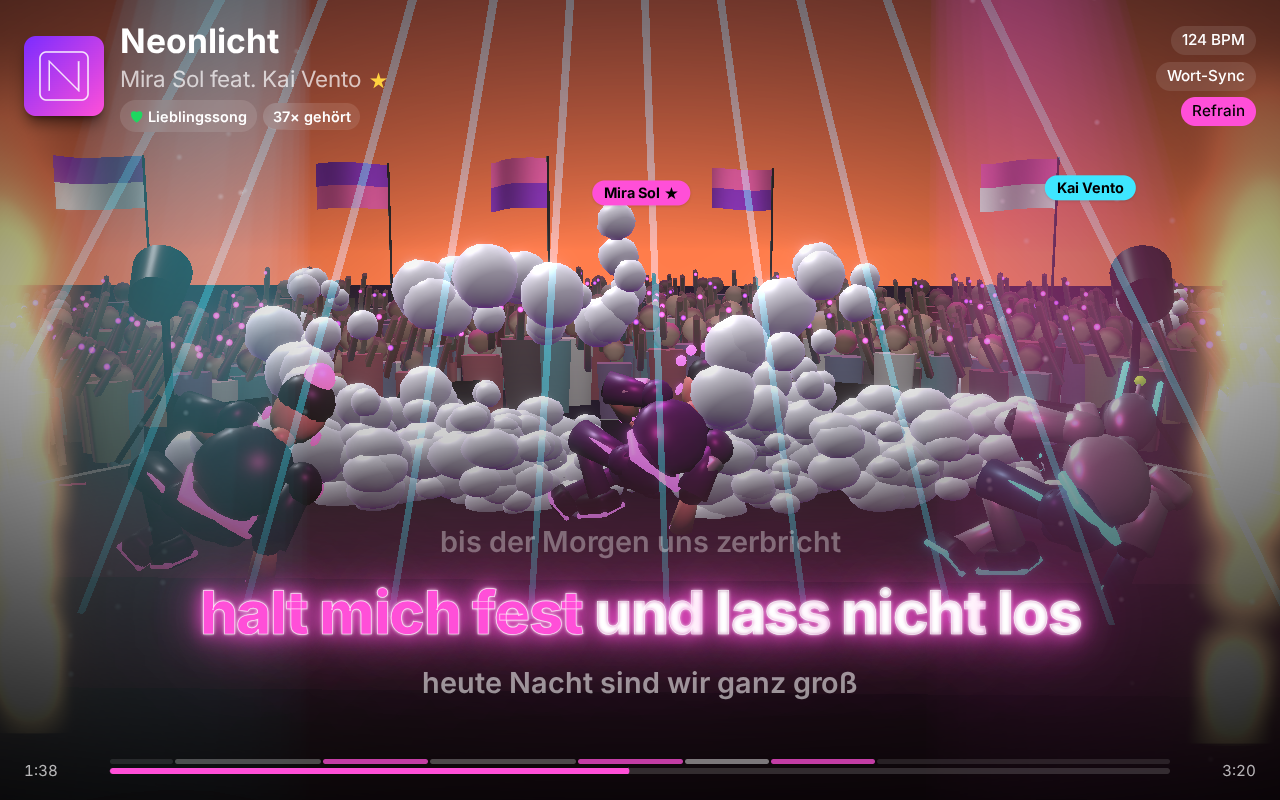 Neonlicht
Mira Sol feat. Kai Vento ★
Lieblingssong
37× gehört
124 BPM
Wort-Sync
Refrain
N
Mira Sol ★
Kai Vento
bis der Morgen uns zerbricht
halt mich fest und lass nicht los
heute Nacht sind wir ganz groß
1:38
3:20